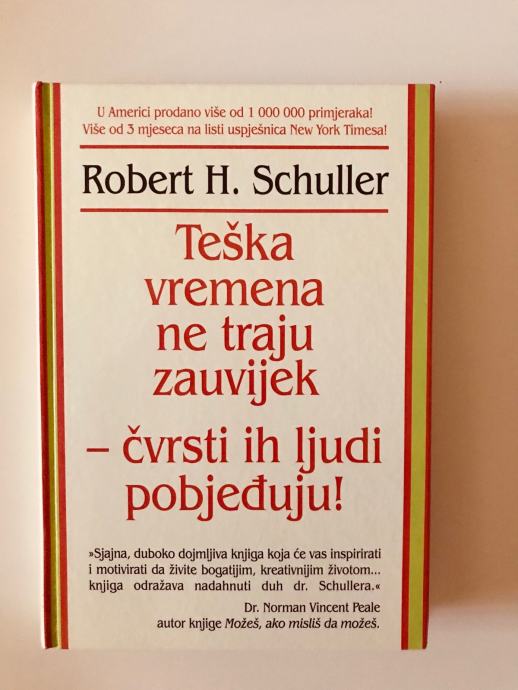 U Americi prodano više od 1 000 000 primjeraka!
Više od 3 mjeseca na listi uspješnica New York Timesa!
Robert H. Schuller
Teška
vremena
ne traju
zauvijek
– čvrsti ih ljudi
pobjeđuju!
»Sjajna, duboko dojmljiva knjiga koja će vas inspirirati
i motivirati da živite bogatijim, kreativnijim životom...
knjiga odražava nadahnuti duh dr. Schullera.«
Dr. Norman Vincent Peale
autor knjige Možeš, ako misliš da možeš.